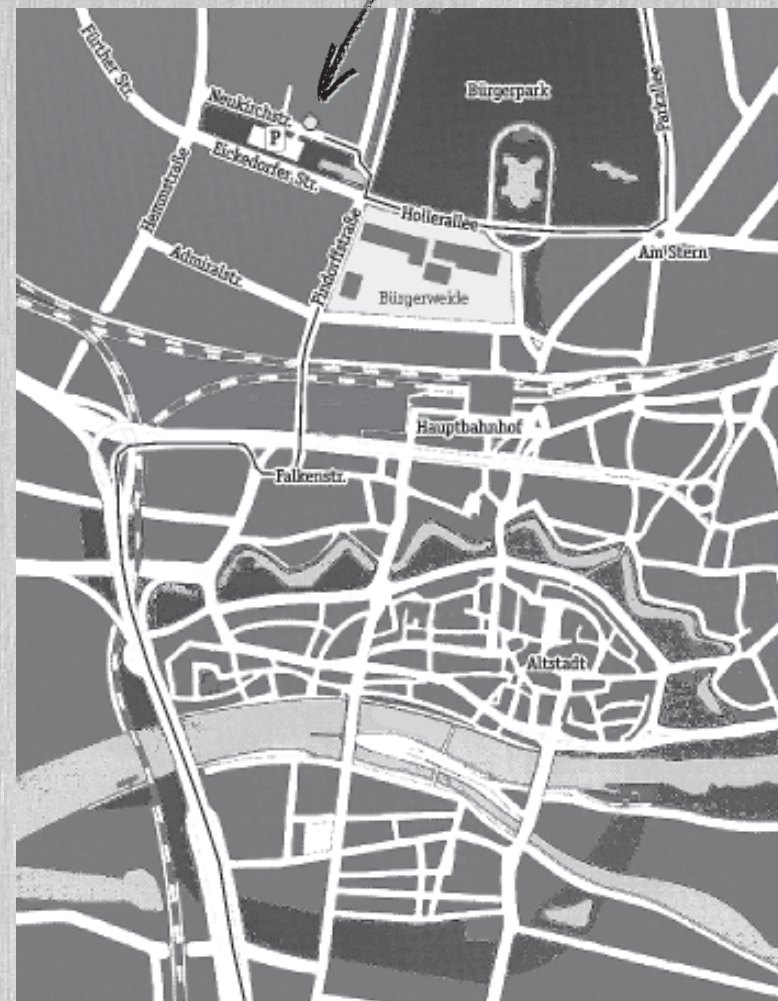 Fürther Str.
Neukirchstr.
P
Eickedorfer Str.
Hemmstraße
Admiralstr.
Findorffstraße
Bürgerpark
Parkallee
Hollerallee
Am Stern
Bürgerweide
Hauptbahnhof
Falkenstr.
Altstadt